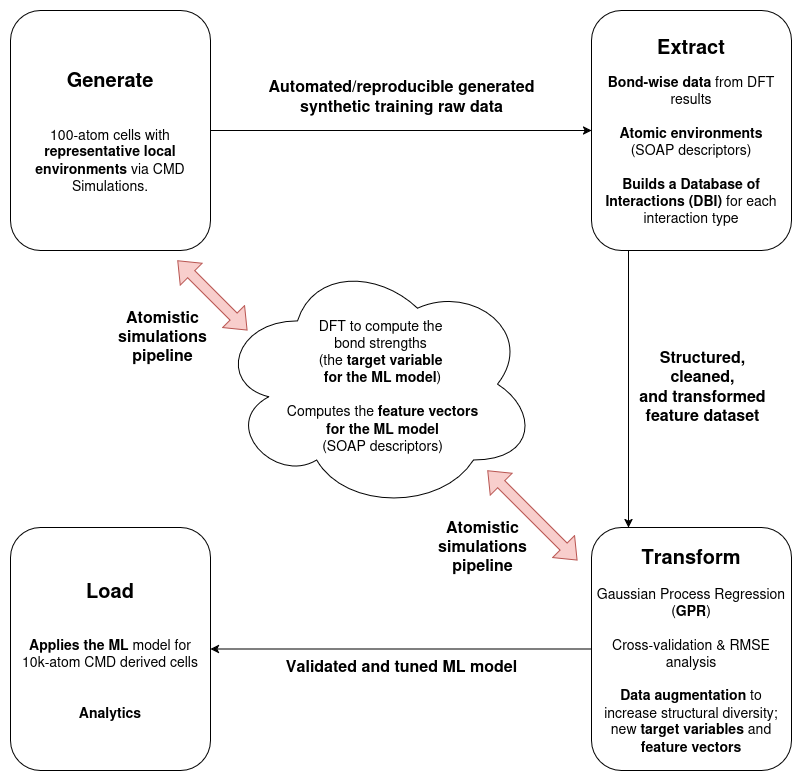 Generate
100-atom cells with
representative local
environments via CMD
Simulations.
Automated/reproducible generated
synthetic training raw data
Extract
Bond-wise data from DFT
results
Atomic environments
(SOAP descriptors)
Builds a Database of
Interactions (DBI) for each
interaction type
Atomistic
simulations
pipeline
DFT to compute the
bond strengths
(the target variable
for the ML model)
Computes the feature vectors
for the ML model
(SOAP descriptors)
Structured,
cleaned,
and transformed
feature dataset
Atomistic
simulations
pipeline
Transform
Gaussian Process Regression
(GPR)
Cross-validation & RMSE
analysis
Data augmentation to
increase structural diversity;
new target variables and
feature vectors
Validated and tuned ML model
Load
Applies the ML model for
10k-atom CMD derived cells
Analytics